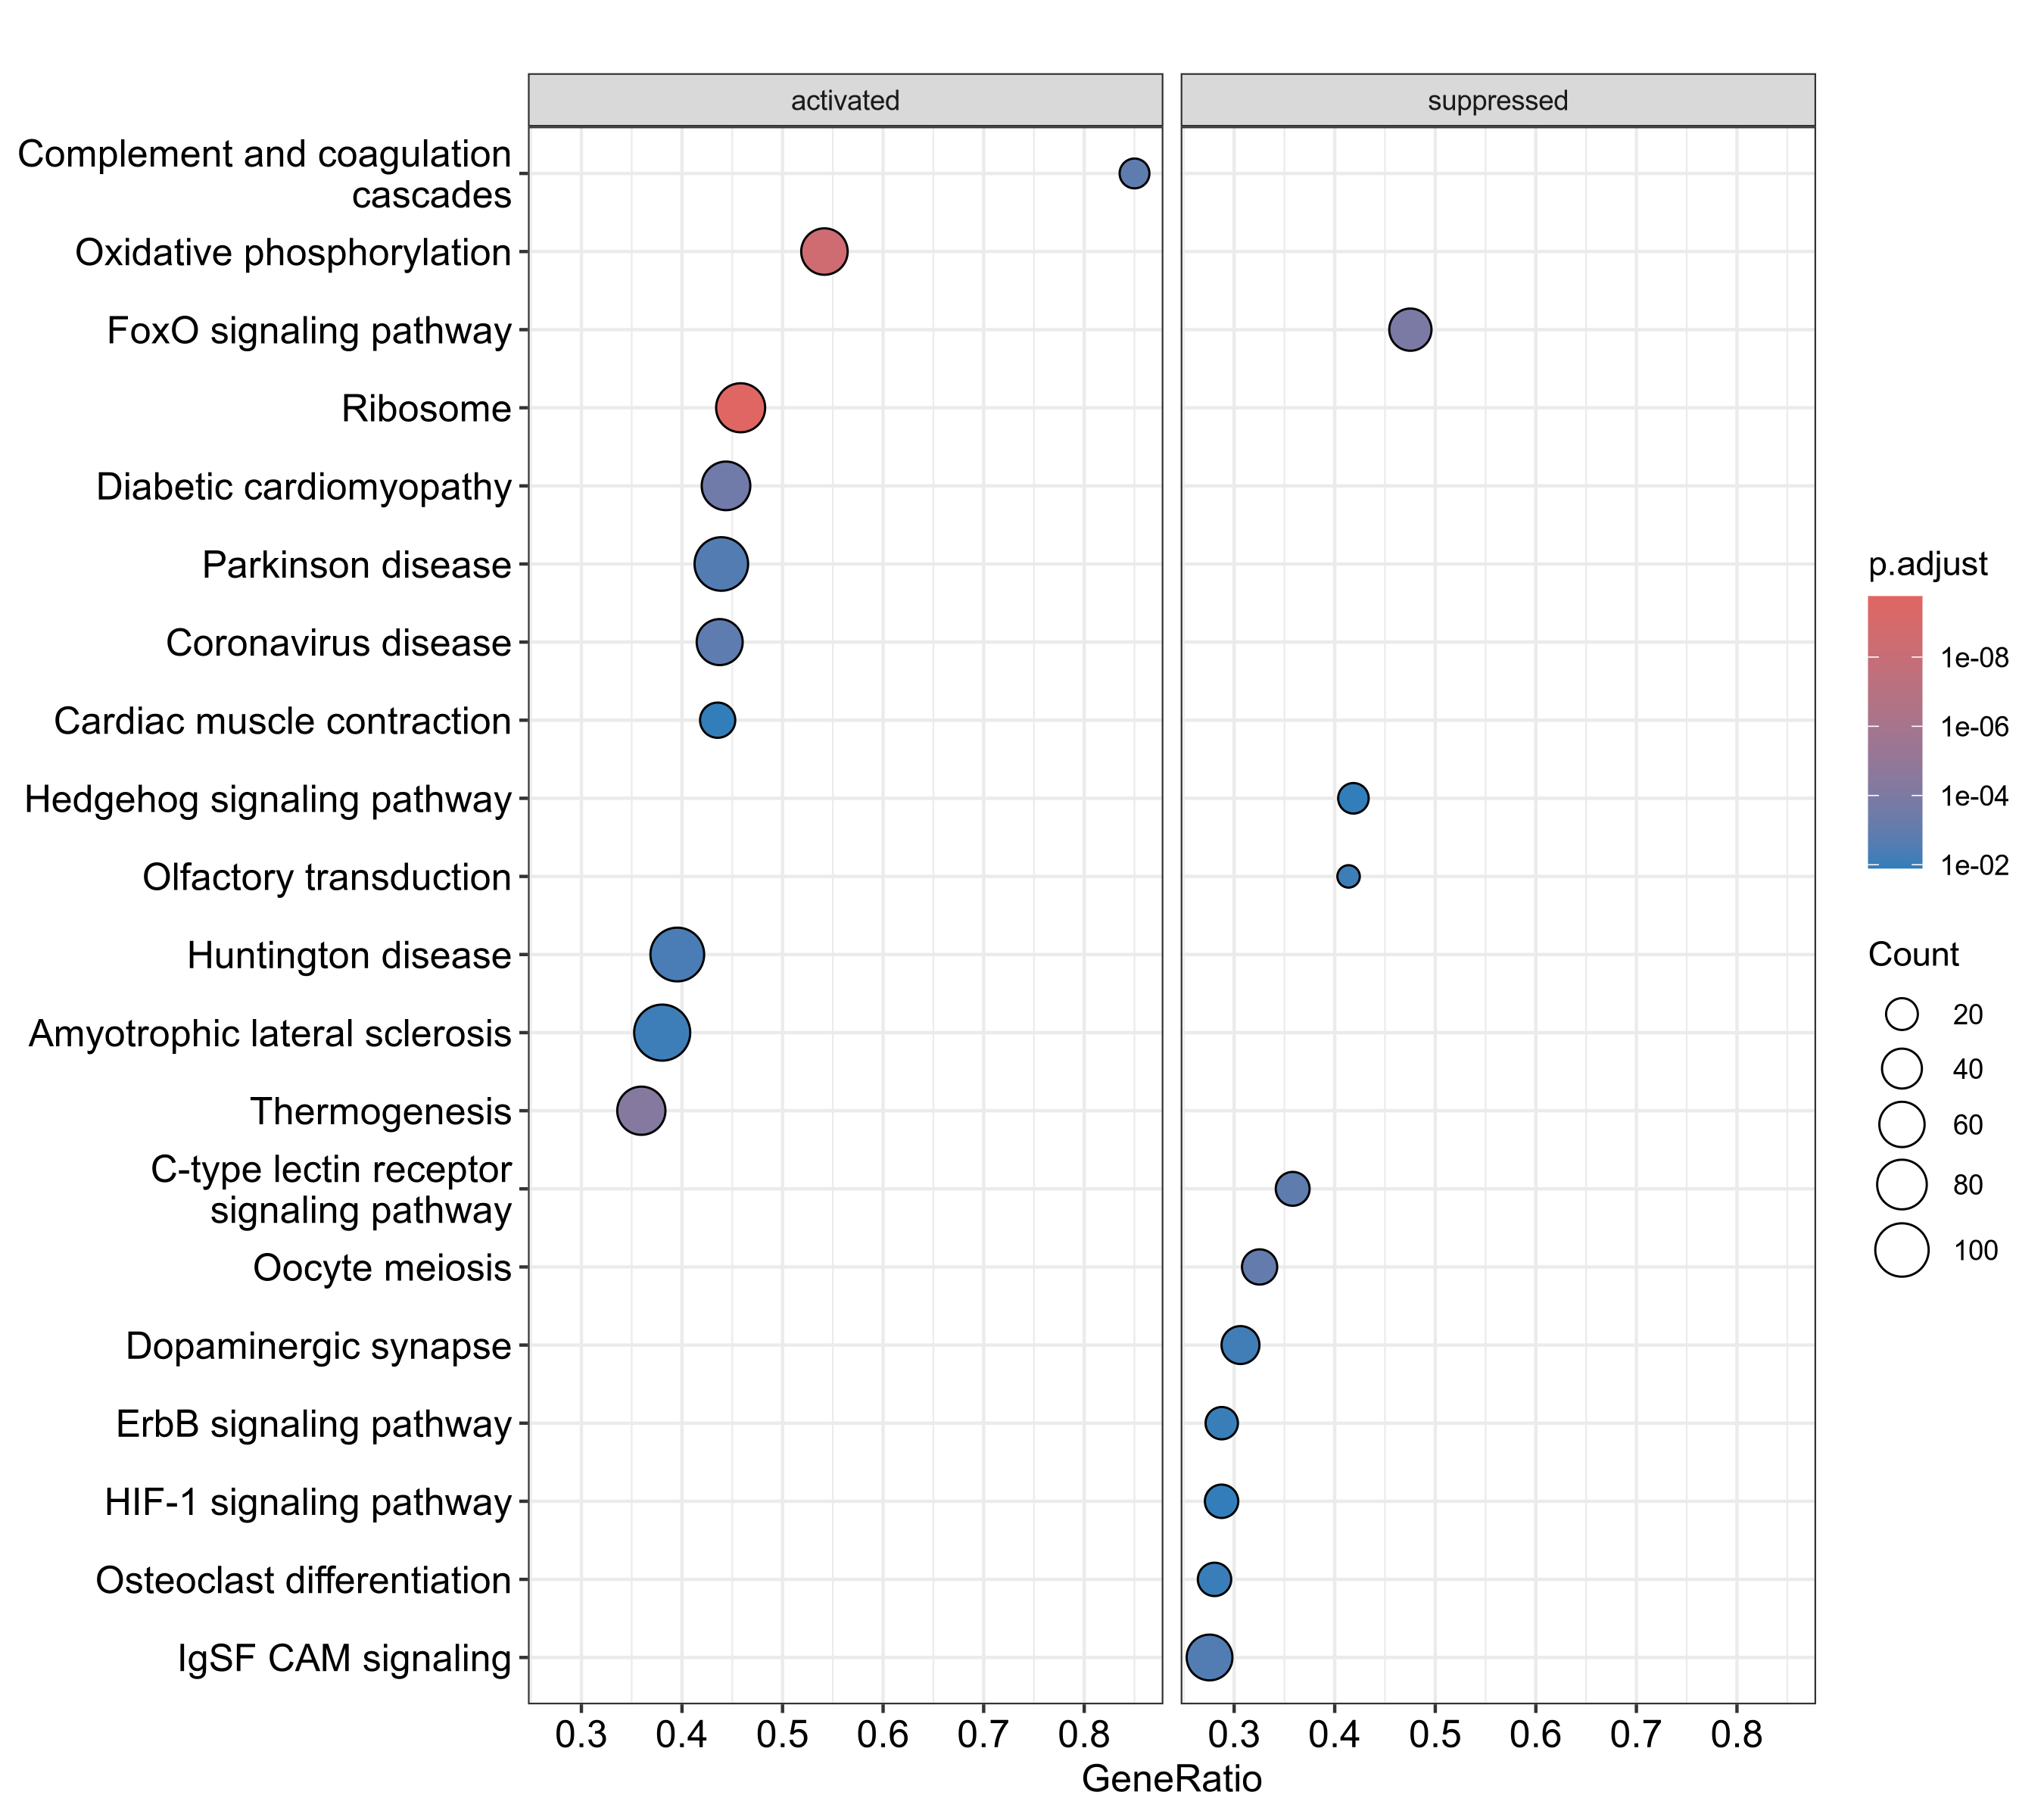 activated
suppressed
Complement and coagulation
cascades
Oxidative phosphorylation
FoxO signaling pathway
Ribosome
Diabetic cardiomyopathy
Parkinson disease
Coronavirus disease
Cardiac muscle contraction
Hedgehog signaling pathway
Olfactory transduction
Huntington disease
Amyotrophic lateral sclerosis
Thermogenesis
C-type lectin receptor
signaling pathway
Oocyte meiosis
Dopaminergic synapse
ErbB signaling pathway
HIF-1 signaling pathway
Osteoclast differentiation
IgSF CAM signaling
0.3 0.4 0.5 0.6 0.7 0.8
0.3 0.4 0.5 0.6 0.7 0.8
GeneRatio
p.adjust
1e-08
1e-06
1e-04
1e-02
Count
20
40
60
80
100